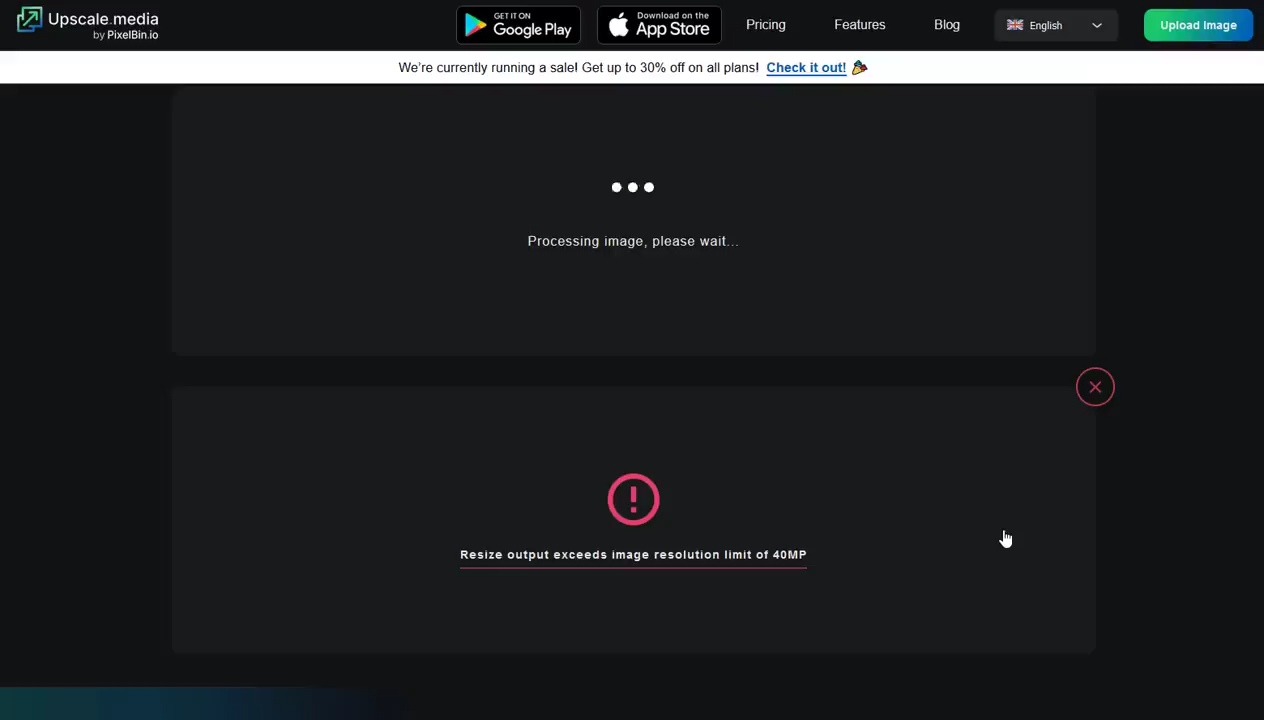 Upscale.media
by PixelBin.io
GET IT ON
Google Play
Download on the
App Store
Pricing
Features
Blog
English
Upload Image
We're currently running a sale! Get up to 30% off on all plans! Check it out!
Processing image, please wait...
Resize output exceeds image resolution limit of 40MP